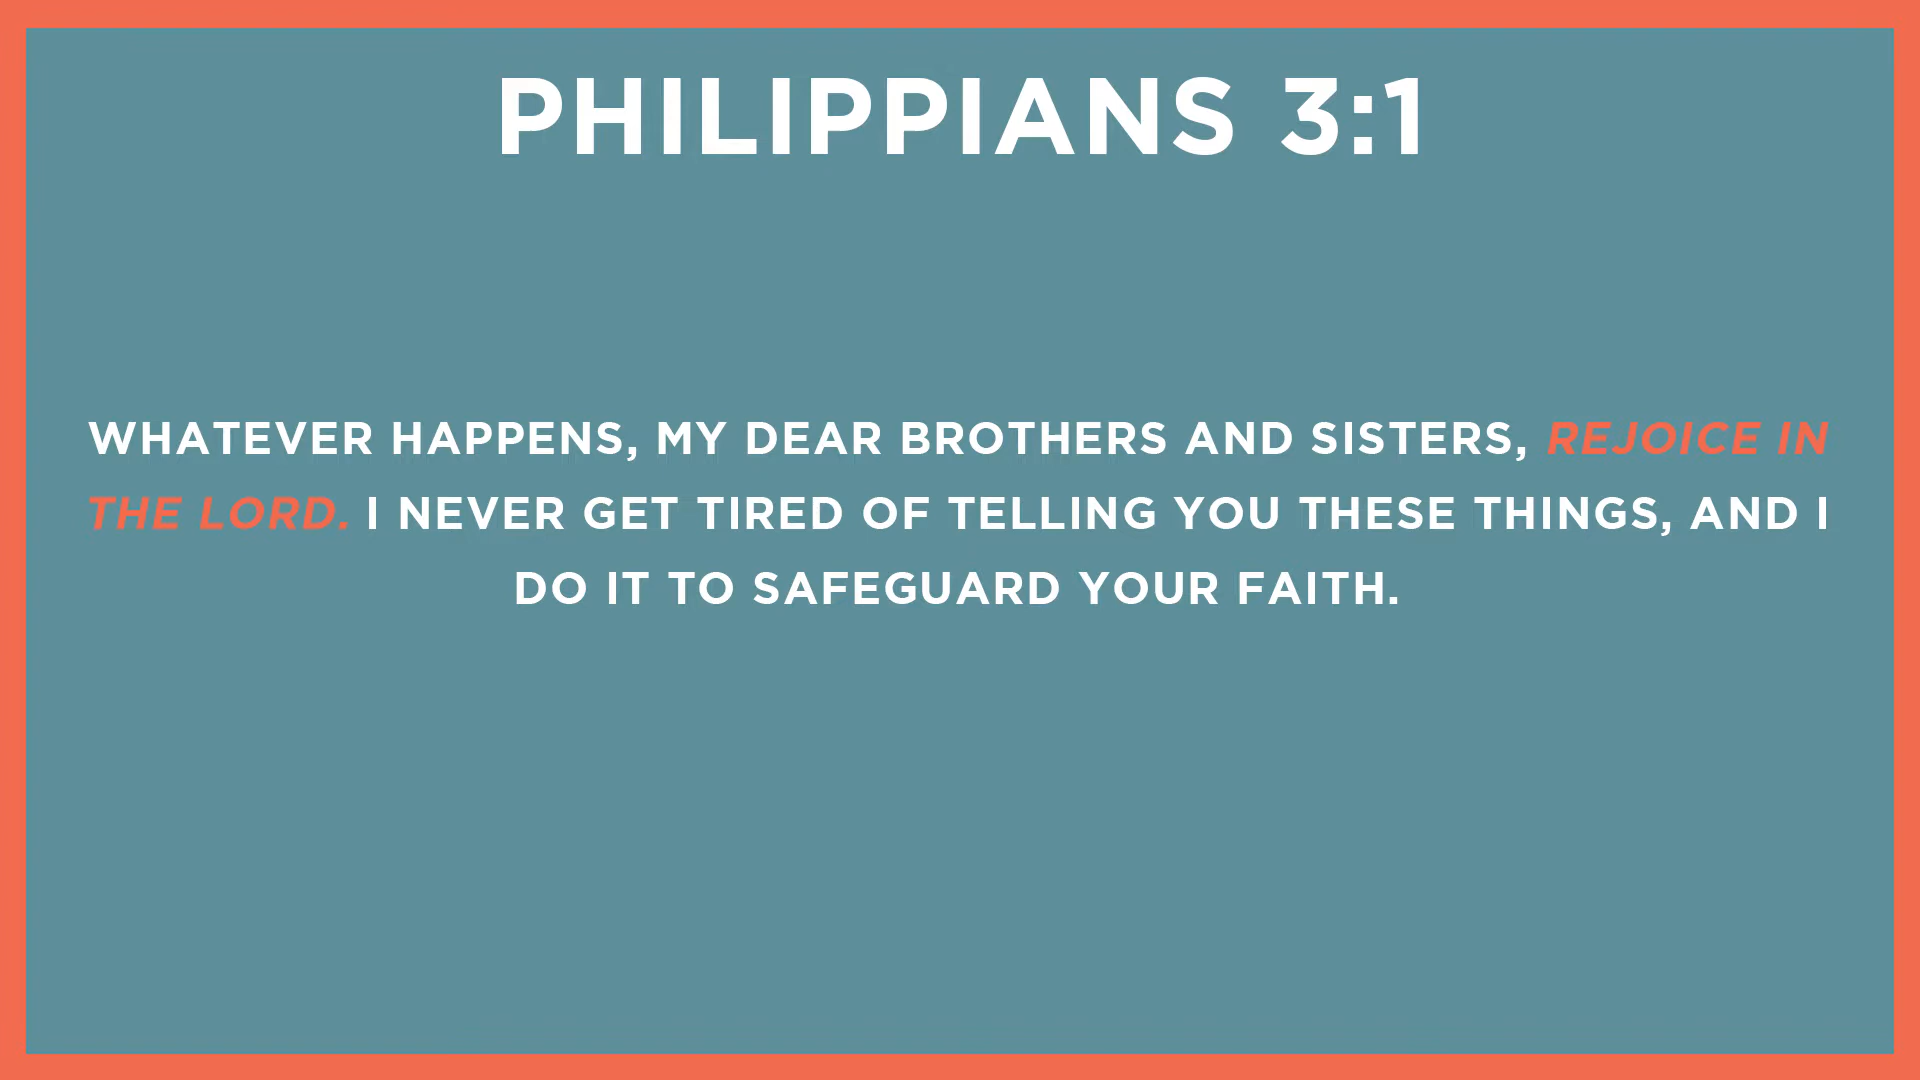 PHILIPPIANS 3:1
WHATEVER HAPPENS, MY DEAR BROTHERS AND SISTERS, REJOICE IN
THE LORD. I NEVER GET TIRED OF TELLING YOU THESE THINGS, AND I
DO IT TO SAFEGUARD YOUR FAITH.